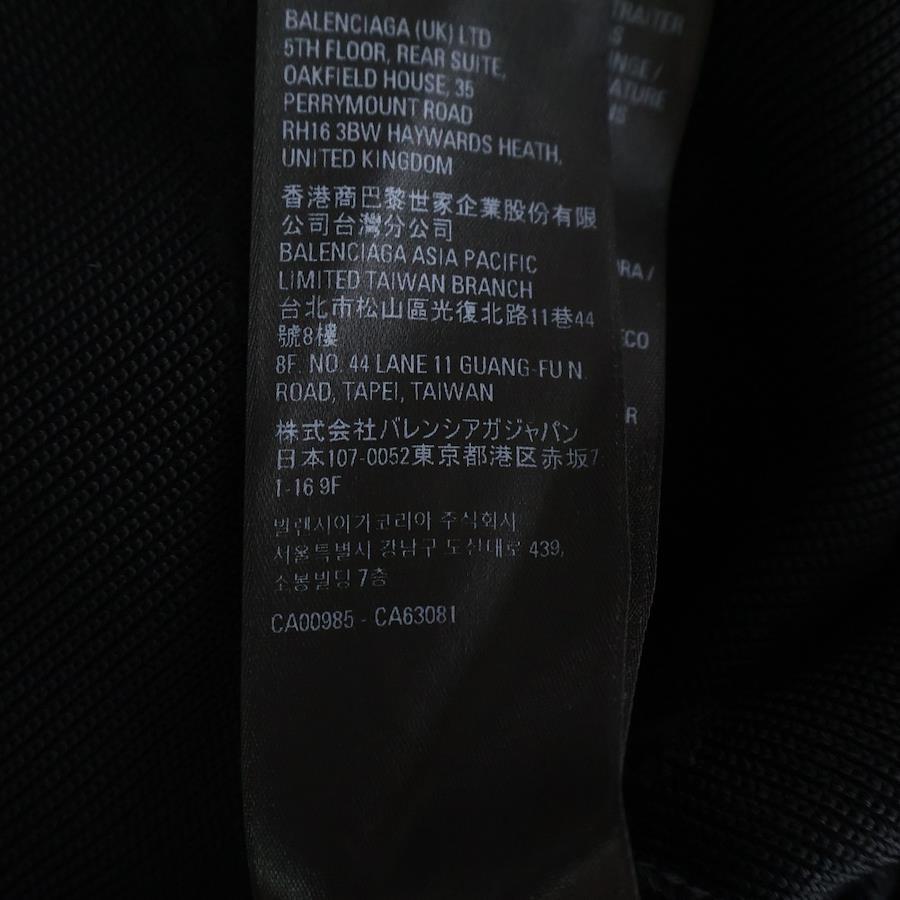 BALENCIAGA (UK) LTD
5TH FLOOR, REAR SUITE,
OAKFIELD HOUSE, 35
PERRYMOUNT ROAD
RH16 3BW HAYWARDS HEATH,
UNITED KINGDOM
香港商巴黎世家企業股份有限
公司台灣分公司
BALENCIAGA ASIA PACIFIC
LIMITED TAIWAN BRANCH
台北市松山區光復北路11巷44
號8樓
8F. NO. 44 LANE 11 GUANG-FU N.
ROAD, TAPEI, TAIWAN
株式会社バレンシアガジャパン
日本107-0052東京都港区赤坂7
1-16 9F
발렌시아가코리아 주식회사
서울특별시 강남구 도산대로 439,
소봉빌딩 7층
CA00985 - CA63081
TRAITER